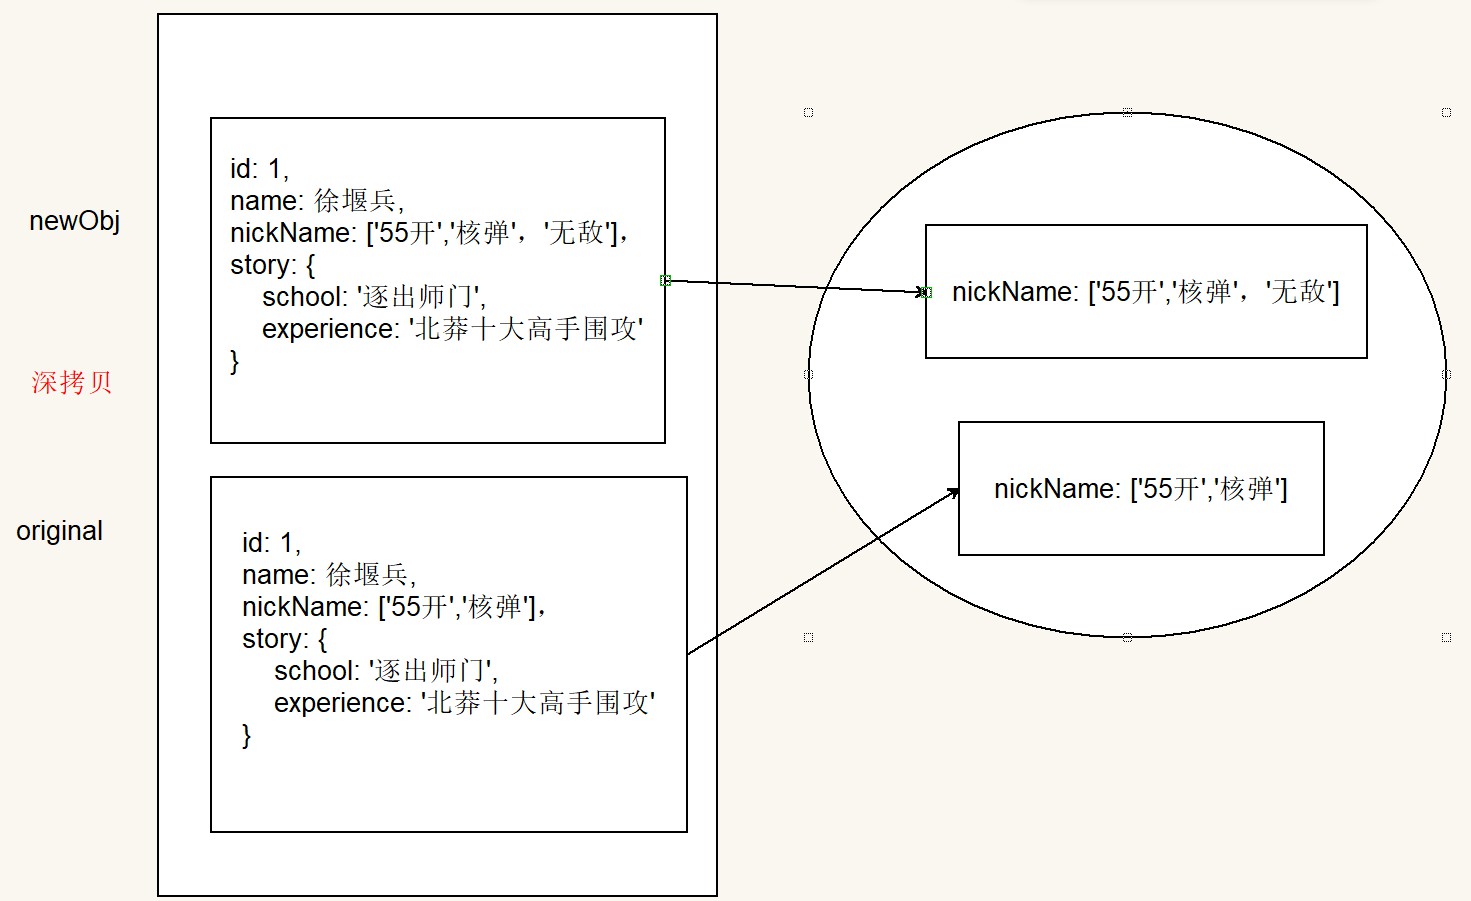 newObj
id: 1,
name: 徐堰兵,
nickName: ['55开','核弹'，'无敌']，
story: {
school: '逐出师门',
experience: '北莽十大高手围攻'
}
深拷贝
original
id: 1,
name: 徐堰兵,
nickName: ['55开','核弹']，
story: {
school: '逐出师门',
experience: '北莽十大高手围攻'
}
nickName: ['55开','核弹'，'无敌']
nickName: ['55开','核弹']